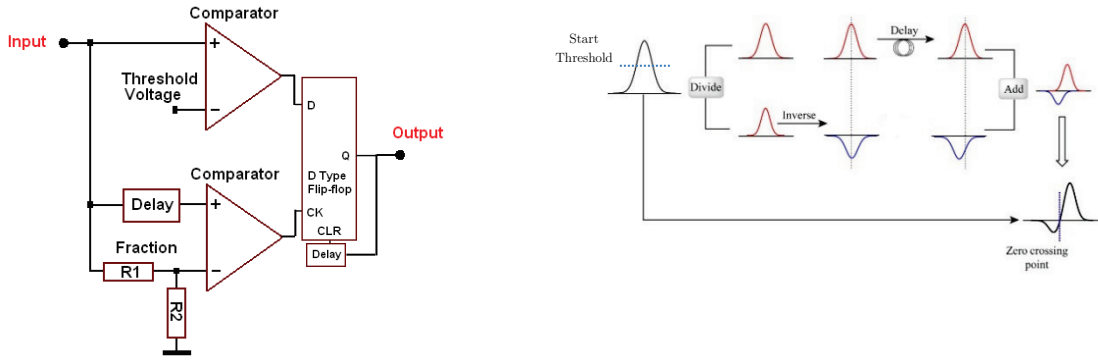 Comparator
Input
+
Threshold
Voltage
−
D
Output
Q
Comparator
D Type
Flip-flop
Delay
+
CK
CLR
Fraction
Delay
R1
−
R2
Start
Threshold
Delay
Divide
Add
Inverse
Zero crossing
point